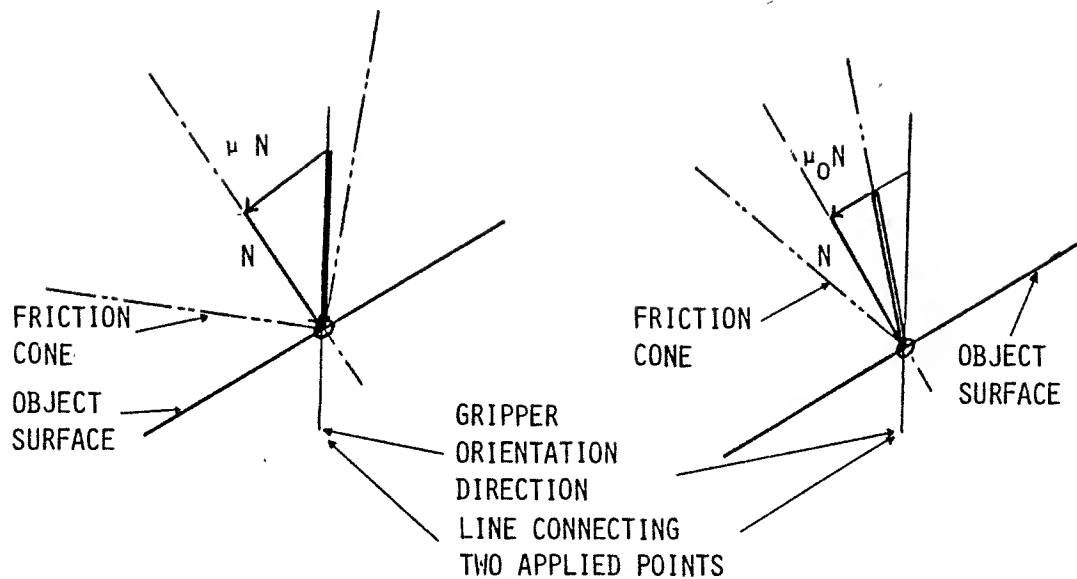 μ N
N
FRICTION
CONE
OBJECT
SURFACE
μ₀N
N
FRICTION
CONE
OBJECT
SURFACE
GRIPPER
ORIENTATION
DIRECTION
LINE CONNECTING
TWO APPLIED POINTS